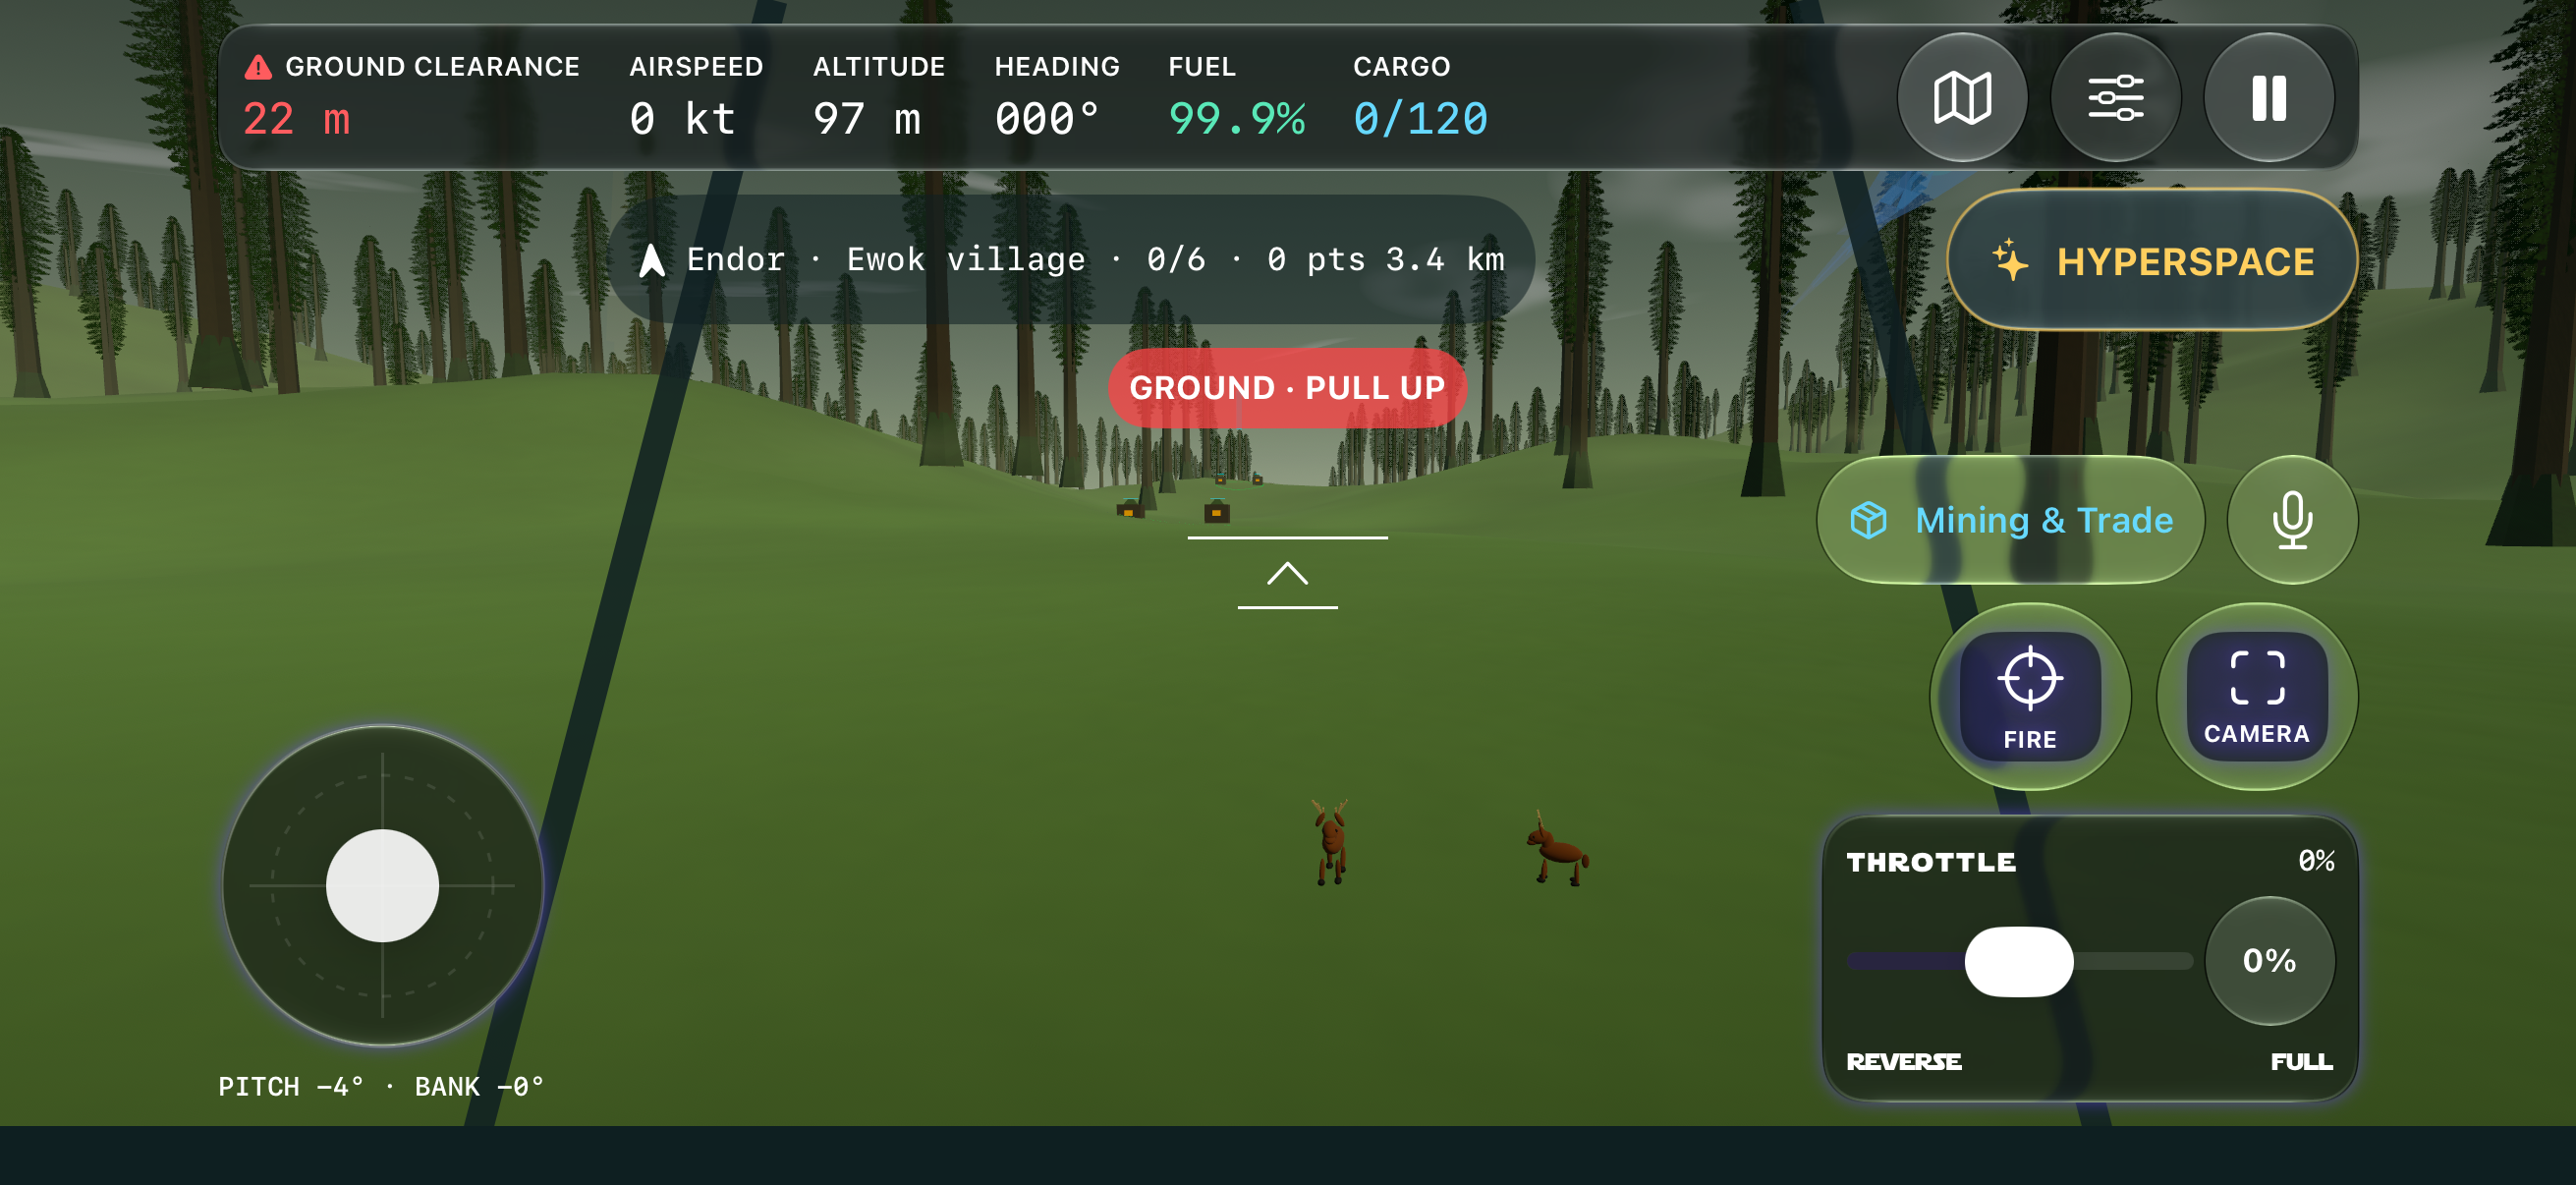 GROUND CLEARANCE AIRSPEED ALTITUDE HEADING FUEL CARGO
22 m 0 kt 97 m 000° 99.9% 0/120
Endor · Ewok village · 0/6 · 0 pts 3.4 km
HYPERSPACE
GROUND · PULL UP
Mining & Trade
FIRE
CAMERA
THROTTLE 0%
0%
REVERSE FULL
PITCH −4° · BANK −0°